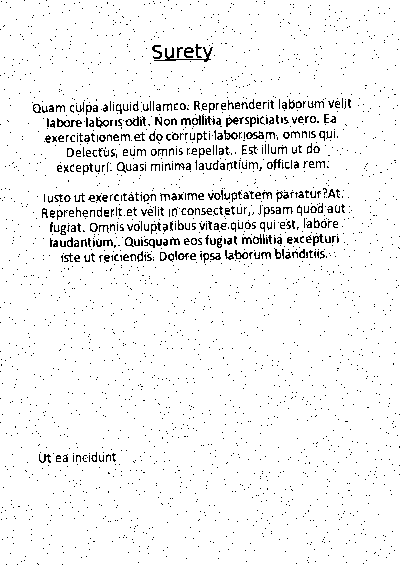 Surety
Quam culpa aliquid ullamco. Reprehenderit laborum velit
labore laboris odit. Non mollitia perspiciatis vero. Ea
exercitationem et do corrupti laboriosam, omnis qui.
Delectus, eum omnis repellat. Est illum ut do
excepturi. Quasi minima laudantium, officia rem.
Iusto ut exercitation maxime voluptatem pariatur?At.
Reprehenderit et velit in consectetur,. Ipsam quod aut
fugiat. Omnis voluptatibus vitae quos qui est, labore
laudantium,. Quisquam eos fugiat mollitia excepturi
iste ut reiciendis. Dolore ipsa laborum blanditiis.
Ut ea incidunt